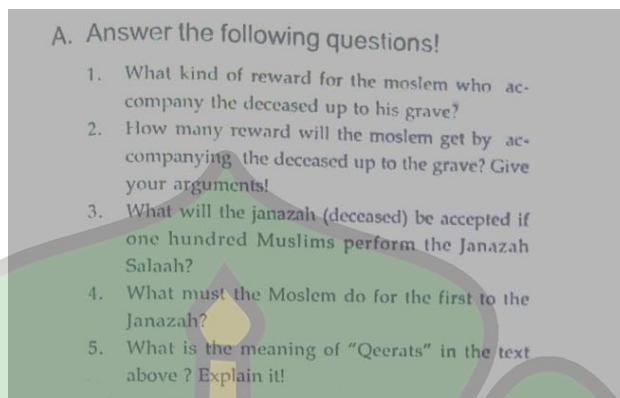 A. Answer the following questions!
1. What kind of reward for the moslem who ac-
company the deceased up to his grave?
2. How many reward will the moslem get by ac-
companying the deceased up to the grave? Give
your arguments!
3. What will the janazah (deceased) be accepted if
one hundred Muslims perform the Janazah
Salaah?
4. What must the Moslem do for the first to the
Janazah?
5. What is the meaning of "Qeerats" in the text
above ? Explain it!